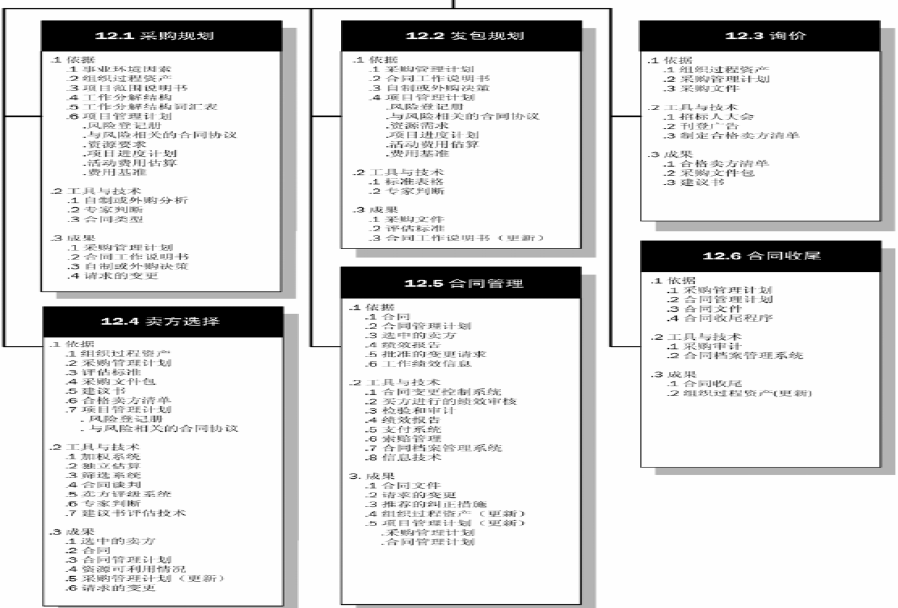 12.1 采购规划
.1 依据
.1 事业环境因素
.2 组织过程资产
.3 项目范围说明书
.4 工作分解结构
.5 工作分解结构词汇表
.6 项目管理计划
.风险登记册
.与风险相关的合同协议
.资源要求
.项目进度计划
.活动费用估算
.费用基准
.2 工具与技术
.1 自制或外购分析
.2 专家判断
.3 合同类型
.3 成果
.1 采购管理计划
.2 合同工作说明书
.3 自制或外购决策
.4 请求的变更
12.2 发包规划
.1 依据
.1 采购管理计划
.2 合同工作说明书
.3 自制或外购决策
.4 项目管理计划
.风险登记册
.与风险相关的合同协议
.资源需求
.项目进度计划
.活动费用估算
.费用基准
.2 工具与技术
.1 标准表格
.2 专家判断
.3 成果
.1 采购文件
.2 评估标准
.3 合同工作说明书（更新）
12.3 询价
.1 依据
.1 组织过程资产
.2 采购管理计划
.3 采购文件
.2 工具与技术
.1 招标人大会
.2 刊登广告
.3 制定合格卖方清单
.3 成果
.1 合格卖方清单
.2 采购文件包
.3 建议书
12.4 卖方选择
.1 依据
.1 组织过程资产
.2 采购管理计划
.3 评估标准
.4 采购文件包
.5 建议书
.6 合格卖方清单
.7 项目管理计划
. 风险登记册
. 与风险相关的合同协议
.2 工具与技术
.1 加权系统
.2 独立估算
.3 筛选系统
.4 合同谈判
.5 卖方评级系统
.6 专家判断
.7 建议书评估技术
.3 成果
.1 选中的卖方
.2 合同
.3 合同管理计划
.4 资源可利用情况
.5 采购管理计划（更新）
.6 请求的变更
12.5 合同管理
.1 依据
.1 合同
.2 合同管理计划
.3 选中的卖方
.4 绩效报告
.5 批准的变更请求
.6 工作绩效信息
.2 工具与技术
.1 合同变更控制系统
.2 买方进行的绩效审核
.3 检验和审计
.4 绩效报告
.5 支付系统
.6 索赔管理
.7 合同档案管理系统
.8 信息技术
3. 成果
.1 合同文件
.2 请求的变更
.3 推荐的纠正措施
.4 组织过程资产（更新）
.5 项目管理计划（更新）
.采购管理计划
.合同管理计划
12.6 合同收尾
.1 依据
.1 采购管理计划
.2 合同管理计划
.3 合同文件
.4 合同收尾程序
.2 工具与技术
.1 采购审计
.2 合同档案管理系统
.3 成果
.1 合同收尾
.2 组织过程资产(更新)